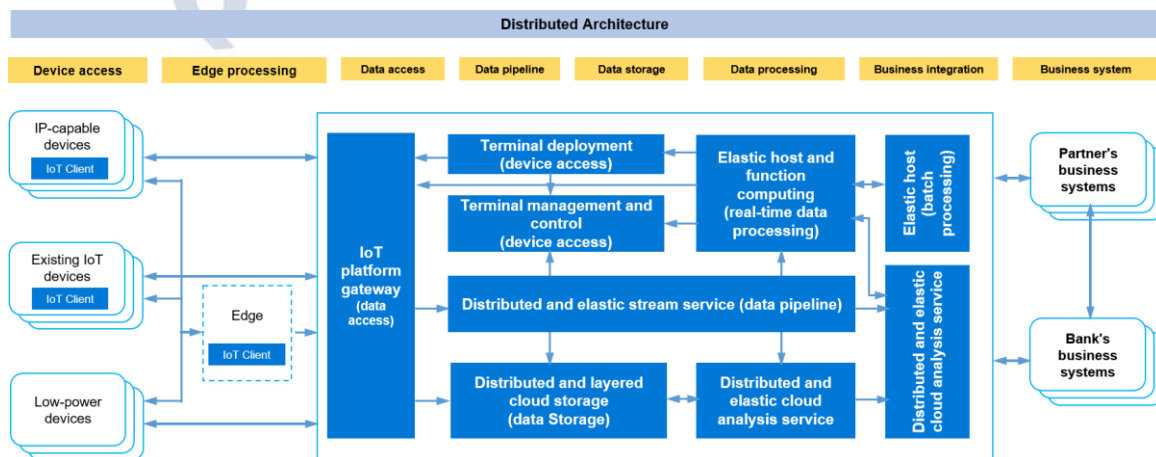 Distributed Architecture
Device access
Edge processing
Data access
Data pipeline
Data storage
Data processing
Business integration
Business system
IP-capable
devices
IoT Client
Existing IoT
devices
IoT Client
Low-power
devices
Edge
IoT Client
IoT
platform
gateway
(data
access)
Terminal deployment
(device access)
Terminal management and
control
(device access)
Elastic host and
function
computing
(real-time data
processing)
Distributed and elastic stream service (data pipeline)
Distributed and layered
cloud storage
(data Storage)
Distributed and
elastic cloud
analysis service
Elastic host
(batch
processing)
Distributed and elastic
cloud analysis service
Partner's
business
systems
Bank's
business
systems